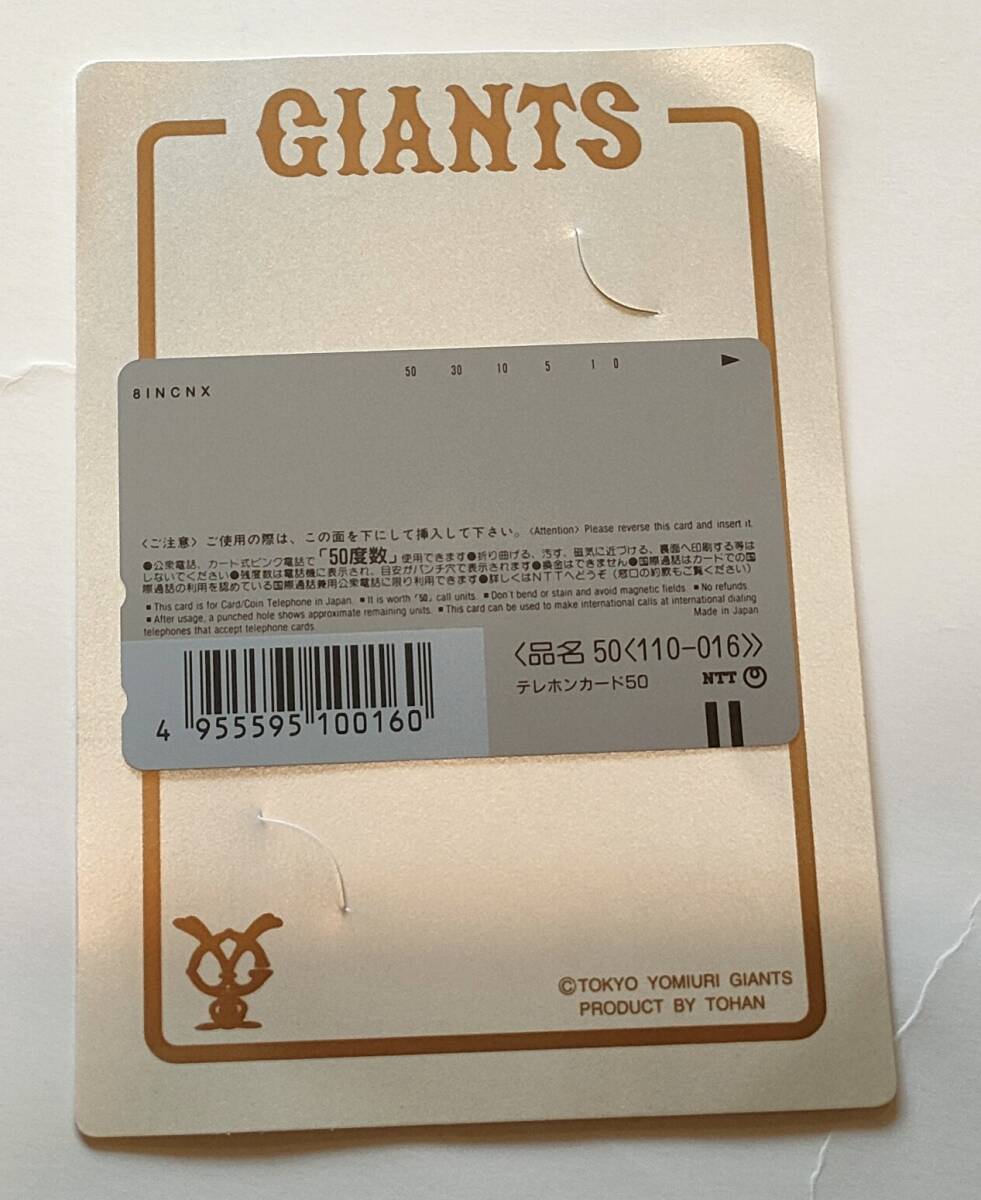 GIANTS
50 30 10 5 1 0
8INCNX
〈ご注意〉ご使用の際は、この面を下にして挿入して下さい。〈Attention〉Please reverse this card and insert it.
●公衆電話、カード式ピンク電話で「50度数」使用できます●折り曲げる、汚す、磁気に近づける、裏面へ印刷する等は
しないでください●残度数は電話機に表示され、目安がパンチ穴で表示されます●換金はできません●国際通話はカードでの国
際通話の利用を認めている国際通話兼用公衆電話に限り利用できます●詳しくはNTTへどうぞ（窓口の約款もご覧ください）
■This card is for Card/Coin Telephone in Japan. ■It is worth「50」call units. ■Don't bend or stain and avoid magnetic fields. ■No refunds.
■After usage, a punched hole shows approximate remaining units. ■This card can be used to make international calls at international dialing
telephones that accept telephone cards.
Made in Japan
〈品名 50〈110-016〉〉
テレホンカード50
NTT
4 955595 100160
©TOKYO YOMIURI GIANTS
PRODUCT BY TOHAN